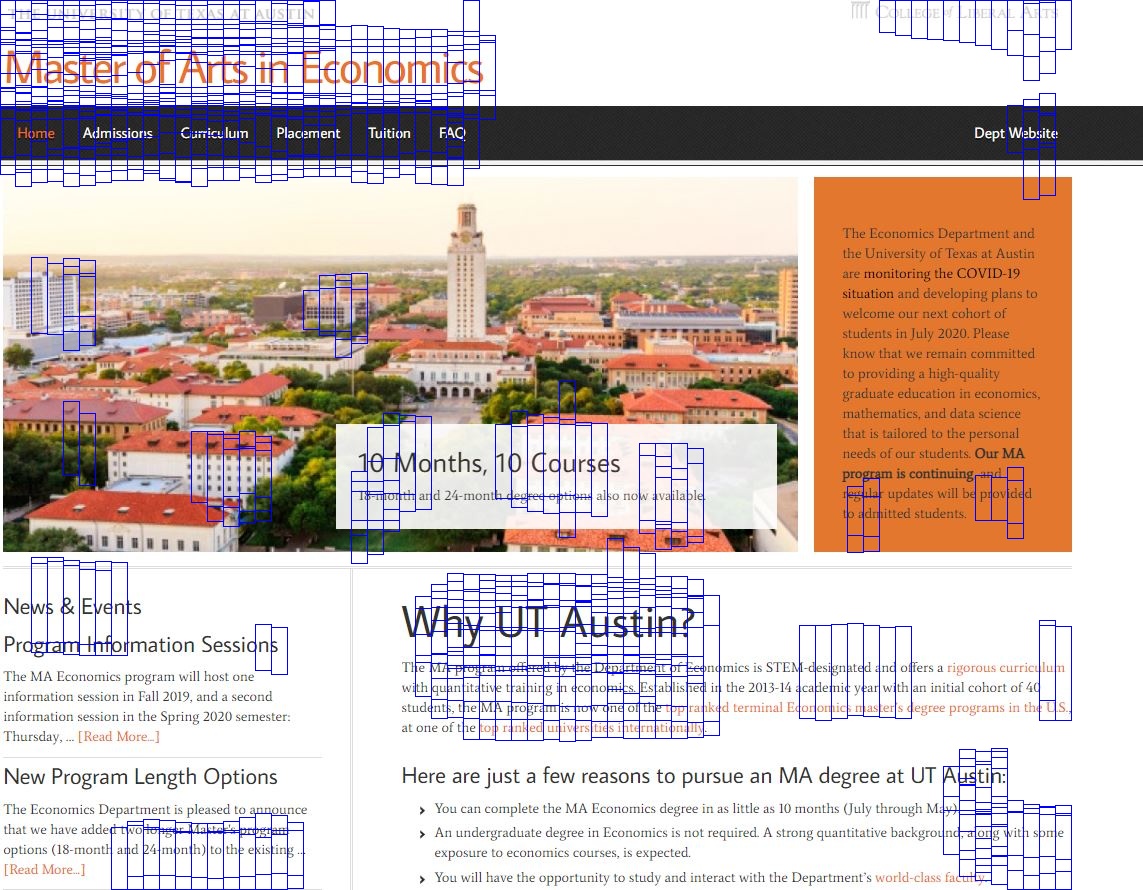 THE UNIVERSITY OF TEXAS AT AUSTIN
College of Liberal Arts
Master of Arts in Economics
Home Admissions Curriculum Placement Tuition FAQ Dept Website
The Economics Department and
the University of Texas at Austin
are monitoring the COVID-19
situation and developing plans to
welcome our next cohort of
students in July 2020. Please
know that we remain committed
to providing a high-quality
graduate education in economics,
mathematics, and data science
that is tailored to the personal
needs of our students. Our MA
program is continuing, and
regular updates will be provided
to admitted students.
10 Months, 10 Courses
18-month and 24-month degree options also now available.
News & Events
Program Information Sessions
The MA Economics program will host one
information session in Fall 2019, and a second
information session in the Spring 2020 semester:
Thursday, ... [Read More...]
New Program Length Options
The Economics Department is pleased to announce
that we have added two longer Master's program
options (18-month and 24-month) to the existing ...
[Read More...]
Why UT Austin?
The MA program offered by the Department of Economics is STEM-designated and offers a rigorous curriculum
with quantitative training in economics. Established in the 2013-14 academic year with an initial cohort of 40
students, the MA program is now one of the top ranked terminal Economics master's degree programs in the U.S.,
at one of the top ranked universities internationally.
Here are just a few reasons to pursue an MA degree at UT Austin:
You can complete the MA Economics degree in as little as 10 months (July through May).
An undergraduate degree in Economics is not required. A strong quantitative background, along with some
exposure to economics courses, is expected.
You will have the opportunity to study and interact with the Department's world-class faculty.